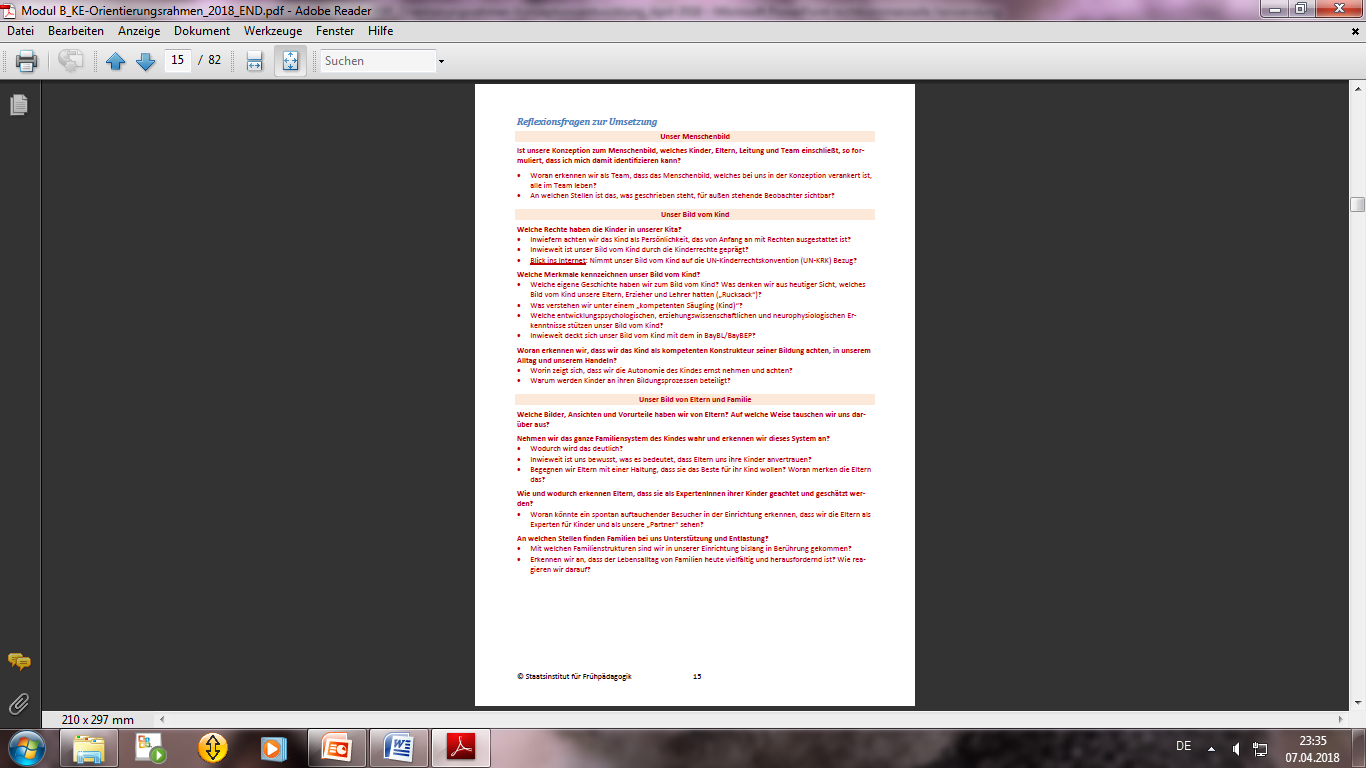 Modul B_KE-Orientierungsrahmen_2018_END.pdf - Adobe Reader
Datei Bearbeiten Anzeige Dokument Werkzeuge Fenster Hilfe
15 / 82 Suchen
Reflexionsfragen zur Umsetzung
Unser Menschenbild
Ist unsere Konzeption zum Menschenbild, welches Kinder, Eltern, Leitung und Team einschließt, so for-
muliert, dass ich mich damit identifizieren kann?
• Woran erkennen wir als Team, dass das Menschenbild, welches bei uns in der Konzeption verankert ist,
alle im Team leben?
• An welchen Stellen ist das, was geschrieben steht, für außen stehende Beobachter sichtbar?
Unser Bild vom Kind
Welche Rechte haben die Kinder in unserer Kita?
• Inwiefern achten wir das Kind als Persönlichkeit, das von Anfang an mit Rechten ausgestattet ist?
• Inwieweit ist unser Bild vom Kind durch die Kinderrechte geprägt?
• Blick ins Internet: Nimmt unser Bild vom Kind auf die UN-Kinderrechtskonvention (UN-KRK) Bezug?
Welche Merkmale kennzeichnen unser Bild vom Kind?
• Welche eigene Geschichte haben wir zum Bild vom Kind? Was denken wir aus heutiger Sicht, welches
Bild vom Kind unsere Eltern, Erzieher und Lehrer hatten („Rucksack“)?
• Was verstehen wir unter einem „kompetenten Säugling (Kind)“?
• Welche entwicklungspsychologischen, erziehungswissenschaftlichen und neurophysiologischen Er-
kenntnisse stützen unser Bild vom Kind?
• Inwieweit deckt sich unser Bild vom Kind mit dem in BayBL/BayBEP?
Woran erkennen wir, dass wir das Kind als kompetenten Konstrukteur seiner Bildung achten, in unserem
Alltag und unserem Handeln?
• Worin zeigt sich, dass wir die Autonomie des Kindes ernst nehmen und achten?
• Warum werden Kinder an ihren Bildungsprozessen beteiligt?
Unser Bild von Eltern und Familie
Welche Bilder, Ansichten und Vorurteile haben wir von Eltern? Auf welche Weise tauschen wir uns dar-
über aus?
Nehmen wir das ganze Familiensystem des Kindes wahr und erkennen wir dieses System an?
• Wodurch wird das deutlich?
• Inwieweit ist uns bewusst, was es bedeutet, dass Eltern uns ihre Kinder anvertrauen?
• Begegnen wir Eltern mit einer Haltung, dass sie das Beste für ihr Kind wollen? Woran merken die Eltern
das?
Wie und wodurch erkennen Eltern, dass sie als ExpertenInnen ihrer Kinder geachtet und geschätzt wer-
den?
• Woran könnte ein spontan auftauchender Besucher in der Einrichtung erkennen, dass wir die Eltern als
Experten für Kinder und als unsere „Partner“ sehen?
An welchen Stellen finden Familien bei uns Unterstützung und Entlastung?
• Mit welchen Familienstrukturen sind wir in unserer Einrichtung bislang in Berührung gekommen?
• Erkennen wir an, dass der Lebensalltag von Familien heute vielfältig und herausfordernd ist? Wie rea-
gieren wir darauf?
© Staatsinstitut für Frühpädagogik 15
210 x 297 mm
DE 23:35
07.04.2018